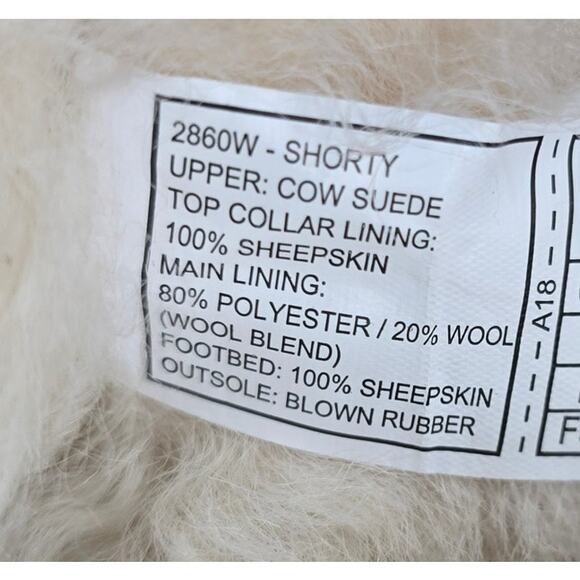 2860W - SHORTY
UPPER: COW SUEDE
TOP COLLAR LINING:
100% SHEEPSKIN
MAIN LINING:
80% POLYESTER / 20% WOOL
(WOOL BLEND)
FOOTBED: 100% SHEEPSKIN
OUTSOLE: BLOWN RUBBER
A18